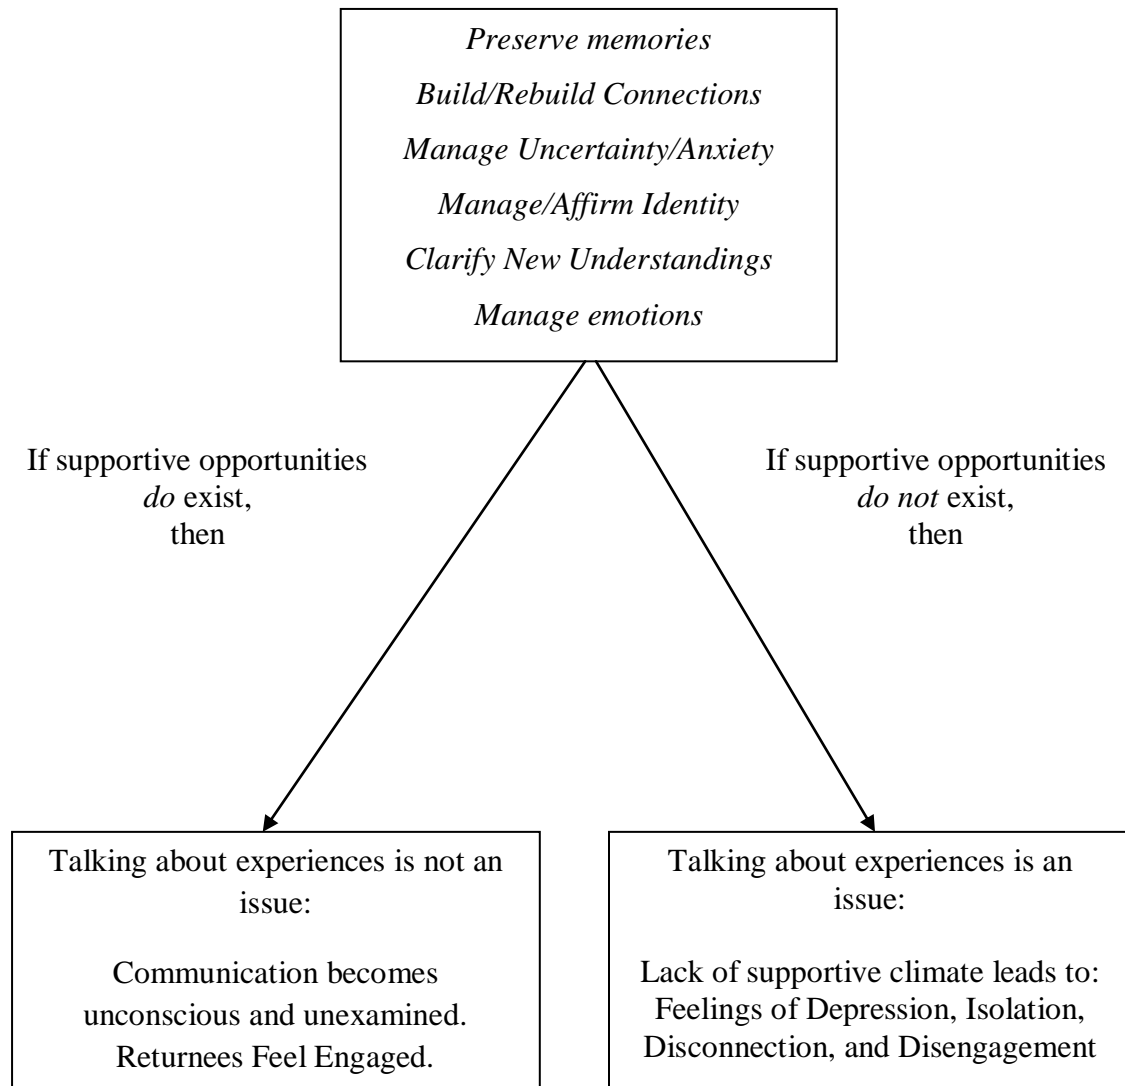 Preserve memories
Build/Rebuild Connections
Manage Uncertainty/Anxiety
Manage/Affirm Identity
Clarify New Understandings
Manage emotions
If supportive opportunities
do exist,
then
If supportive opportunities
do not exist,
then
Talking about experiences is not an
issue:
Communication becomes
unconscious and unexamined.
Returnees Feel Engaged.
Talking about experiences is an
issue:
Lack of supportive climate leads to:
Feelings of Depression, Isolation,
Disconnection, and Disengagement